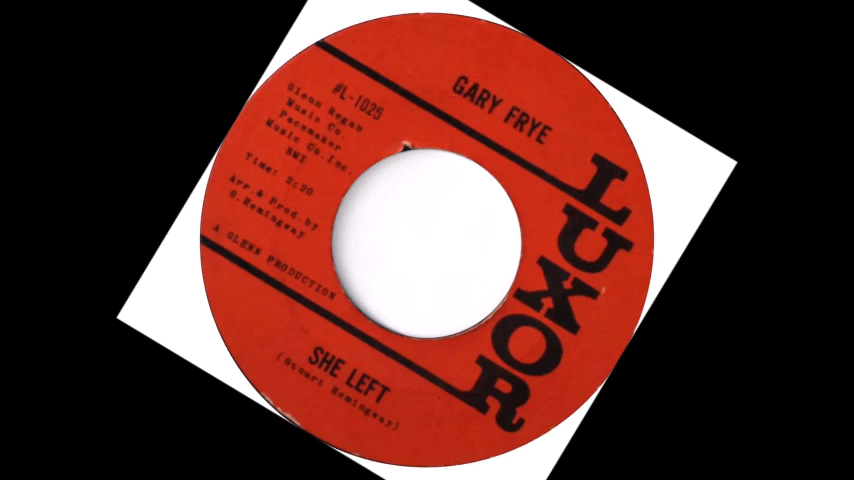 GARY FRYE
#L-1025
Glenn Regan
Music Co.
Pacemaker
Music Co.Inc.
BMI
Time: 2:20
Arr.& Prod.by
S.Hemingway
A GLENN PRODUCTION
LUXOR
SHE LEFT
(Stuart Hemingway)